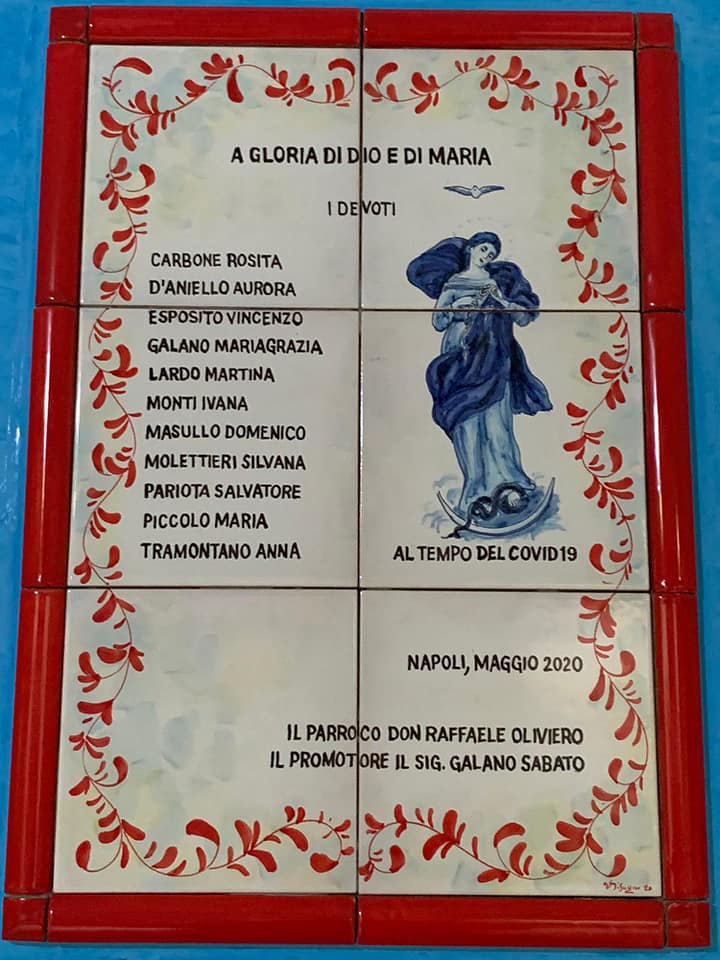 A GLORIA DI DIO E DI MARIA
I DEVOTI
CARBONE ROSITA
D'ANIELLO AURORA
ESPOSITO VINCENZO
GALANO MARIAGRAZIA
LARDO MARTINA
MONTI IVANA
MASULLO DOMENICO
MOLETTIERI SILVANA
PARIOTA SALVATORE
PICCOLO MARIA
TRAMONTANO ANNA
AL TEMPO DEL COVID19
NAPOLI, MAGGIO 2020
IL PARROCO DON RAFFAELE OLIVIERO
IL PROMOTORE IL SIG. GALANO SABATO